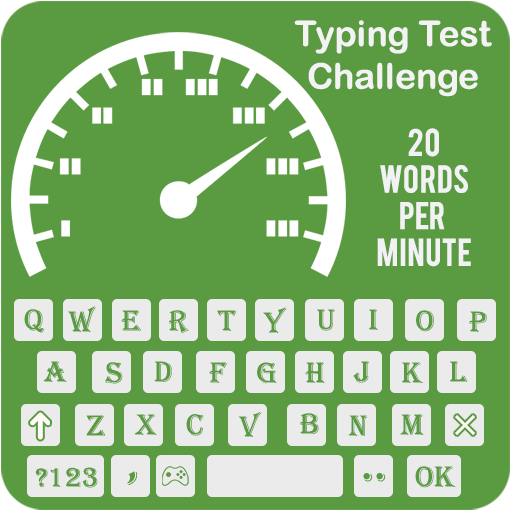 Typing Test
Challenge
20
WORDS
PER
MINUTE
Q W E R T Y U I O P
A S D F G H J K L
Z X C V B N M
?123 , .. OK